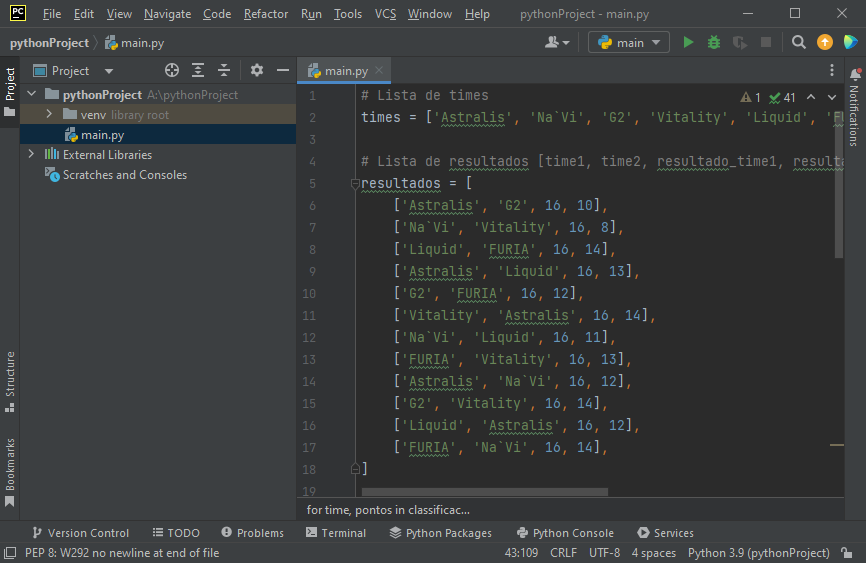 PC File Edit View Navigate Code Refactor Run Tools VCS Window Help pythonProject - main.py
pythonProject main.py main
Project
Project
pythonProject A:\pythonProject
venv library root
main.py
External Libraries
Scratches and Consoles
Structure
Bookmarks
main.py
1 41
1 # Lista de times
2 times = ['Astralis', 'Na`Vi', 'G2', 'Vitality', 'Liquid', 'F
3
4 # Lista de resultados [time1, time2, resultado_time1, result
5 resultados = [
6 ['Astralis', 'G2', 16, 10],
7 ['Na`Vi', 'Vitality', 16, 8],
8 ['Liquid', 'FURIA', 16, 14],
9 ['Astralis', 'Liquid', 16, 13],
10 ['G2', 'FURIA', 16, 12],
11 ['Vitality', 'Astralis', 16, 14],
12 ['Na`Vi', 'Liquid', 16, 11],
13 ['FURIA', 'Vitality', 16, 13],
14 ['Astralis', 'Na`Vi', 16, 12],
15 ['G2', 'Vitality', 16, 14],
16 ['Liquid', 'Astralis', 16, 12],
17 ['FURIA', 'Na`Vi', 16, 14],
18 ]
19
for time, pontos in classificac...
Notifications
Version Control TODO Problems Terminal Python Packages Python Console Services
PEP 8: W292 no newline at end of file 43:109 CRLF UTF-8 4 spaces Python 3.9 (pythonProject)